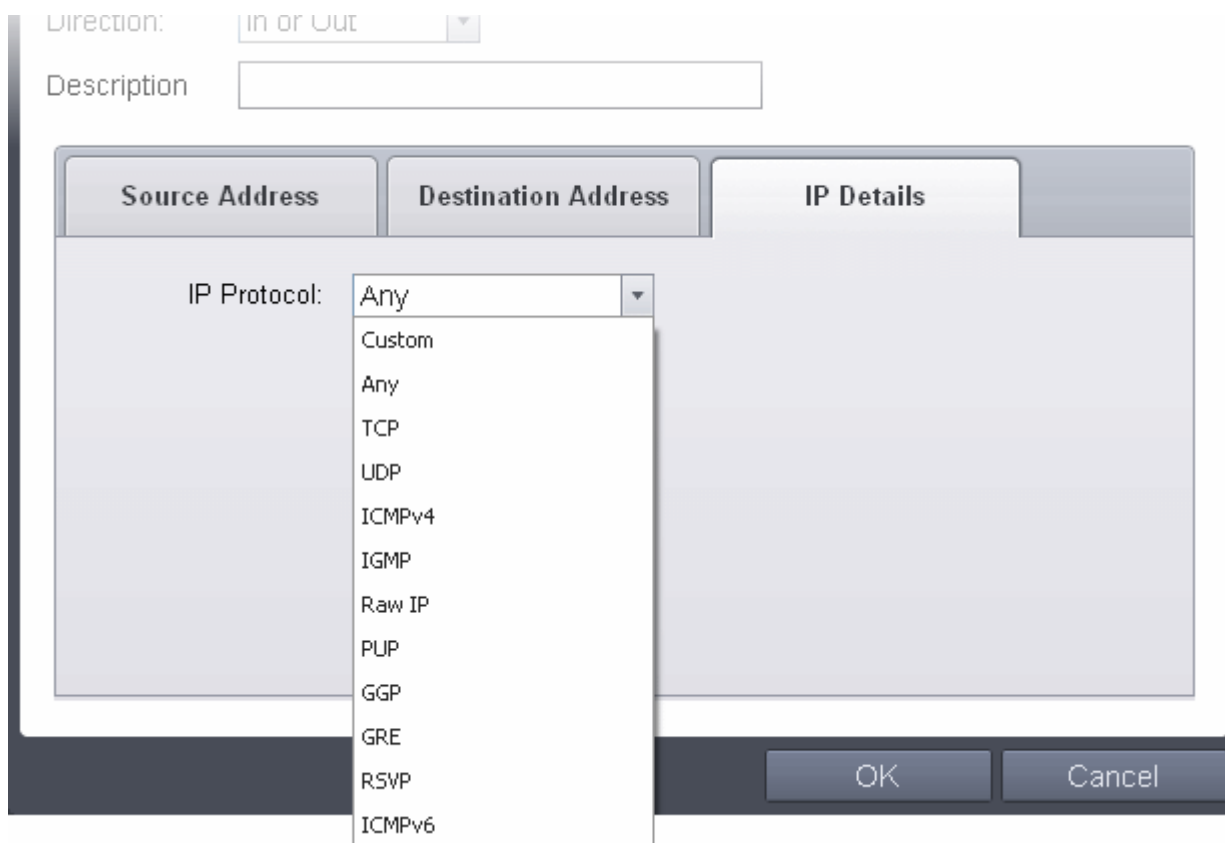 Direction: In or Out
Description
Source Address Destination Address IP Details
IP Protocol: Any
Custom
Any
TCP
UDP
ICMPv4
IGMP
Raw IP
PUP
GGP
GRE
RSVP
ICMPv6
OK Cancel